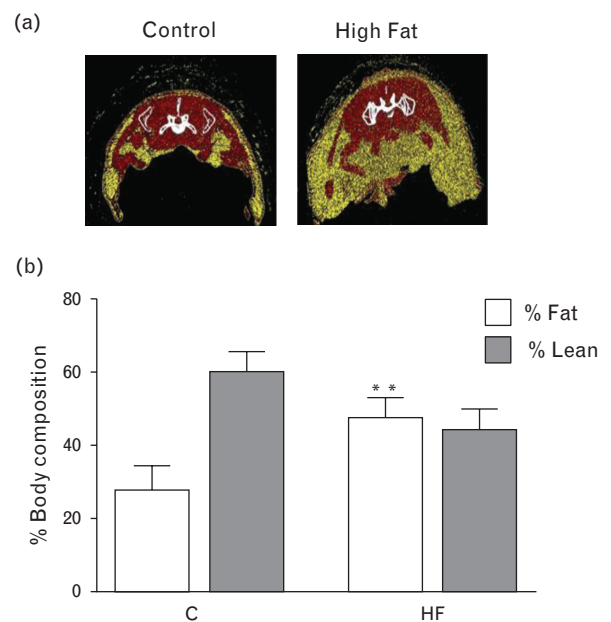 (a)
Control
High Fat
(b)
80
60
40
20
0
% Body composition
% Fat
% Lean
* *
C
HF